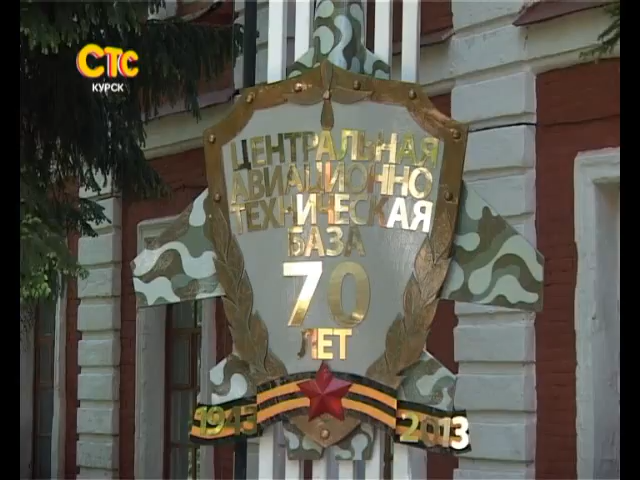 СТС
КУРСК
ЦЕНТРАЛЬНАЯ
АВИАЦИОННО
ТЕХНИЧЕСКАЯ
БАЗА
70
ЛЕТ
1943 2013